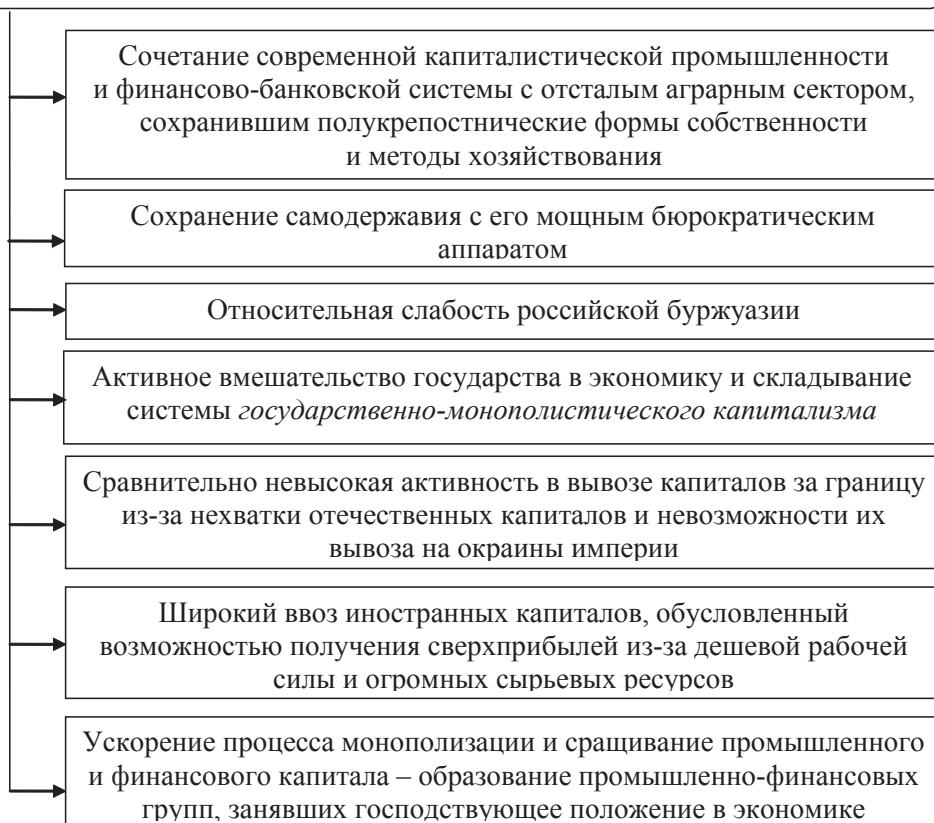 Сочетание современной капиталистической промышленности
и финансово-банковской системы с отсталым аграрным сектором,
сохранившим полукрепостнические формы собственности
и методы хозяйствования
Сохранение самодержавия с его мощным бюрократическим
аппаратом
Относительная слабость российской буржуазии
Активное вмешательство государства в экономику и складывание
системы государственно-монополистического капитализма
Сравнительно невысокая активность в вывозе капиталов за границу
из-за нехватки отечественных капиталов и невозможности их
вывоза на окраины империи
Широкий ввоз иностранных капиталов, обусловленный
возможностью получения сверхприбылей из-за дешевой рабочей
силы и огромных сырьевых ресурсов
Ускорение процесса монополизации и сращивание промышленного
и финансового капитала – образование промышленно-финансовых
групп, занявших господствующее положение в экономике